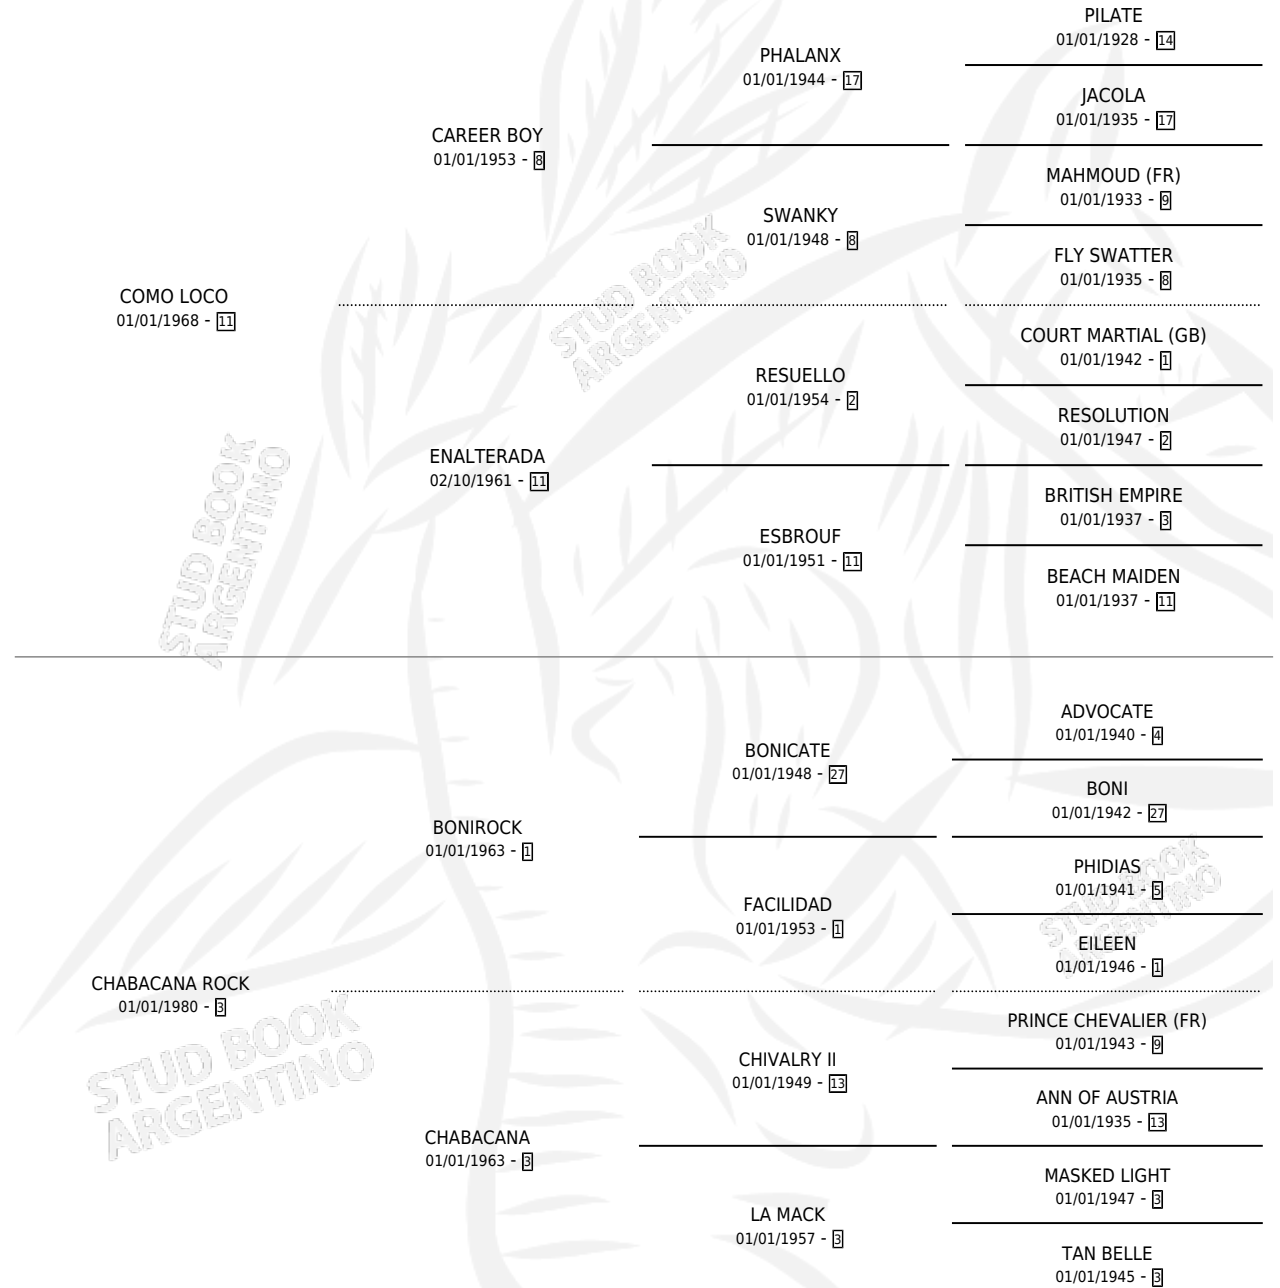 PILATE
01/01/1928 - 14
PHALANX
01/01/1944 - 17
JACOLA
01/01/1935 - 17
CAREER BOY
01/01/1953 - 8
MAHMOUD (FR)
01/01/1933 - 9
SWANKY
01/01/1948 - 8
FLY SWATTER
01/01/1935 - 8
COMO LOCO
01/01/1968 - 11
STUD BOOK
ARGENTINO
COURT MARTIAL (GB)
01/01/1942 - 1
RESUELLO
01/01/1954 - 2
RESOLUTION
01/01/1947 - 2
ENALTERADA
02/10/1961 - 11
BRITISH EMPIRE
01/01/1937 - 3
ESBROUF
01/01/1951 - 11
BEACH MAIDEN
01/01/1937 - 11
STUD BOOK
ARGENTINO
ADVOCATE
01/01/1940 - 4
BONICATE
01/01/1948 - 27
BONI
01/01/1942 - 27
BONIROCK
01/01/1963 - 1
PHIDIAS
01/01/1941 - 5
FACILIDAD
01/01/1953 - 1
EILEEN
01/01/1946 - 1
STUD BOOK
ARGENTINO
CHABACANA ROCK
01/01/1980 - 3
PRINCE CHEVALIER (FR)
01/01/1943 - 9
CHIVALRY II
01/01/1949 - 13
ANN OF AUSTRIA
01/01/1935 - 13
STUD BOOK
ARGENTINO
CHABACANA
01/01/1963 - 3
MASKED LIGHT
01/01/1947 - 3
LA MACK
01/01/1957 - 3
TAN BELLE
01/01/1945 - 3